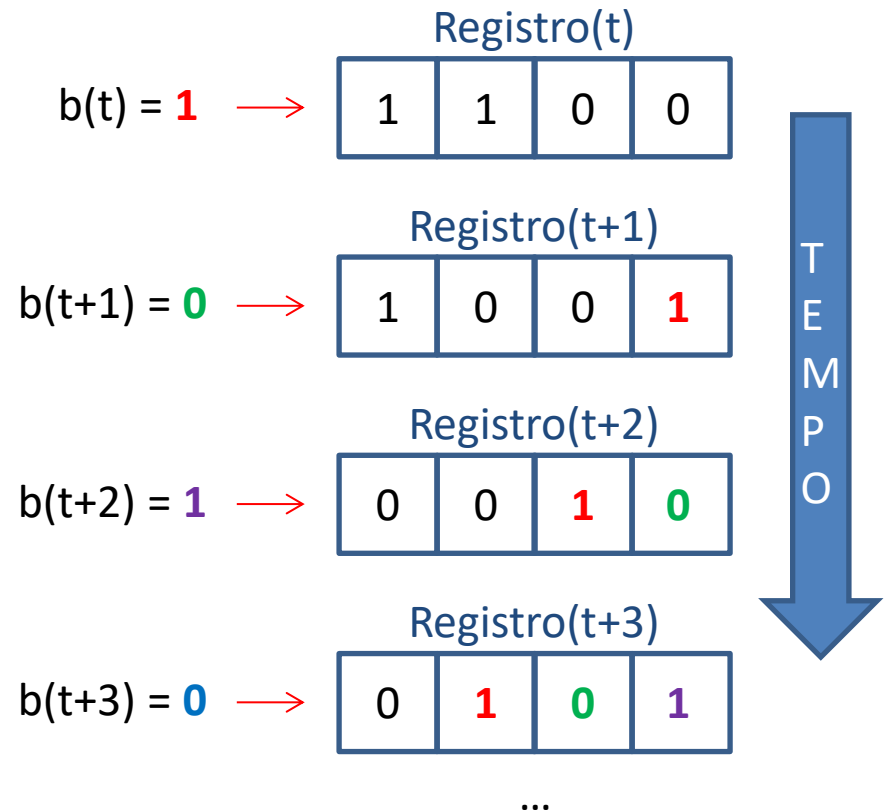 Registro(t)
b(t) = 1
1 1 0 0
Registro(t+1)
b(t+1) = 0
1 0 0 1
Registro(t+2)
b(t+2) = 1
0 0 1 0
Registro(t+3)
b(t+3) = 0
0 1 0 1
...
T
E
M
P
O